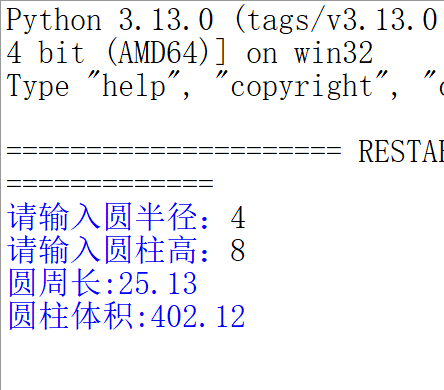 Python 3.13.0 (tags/v3.13.0
4 bit (AMD64)] on win32
Type "help", "copyright", "c
===================== RESTAR
=============
请输入圆半径：4
请输入圆柱高：8
圆周长:25.13
圆柱体积:402.12